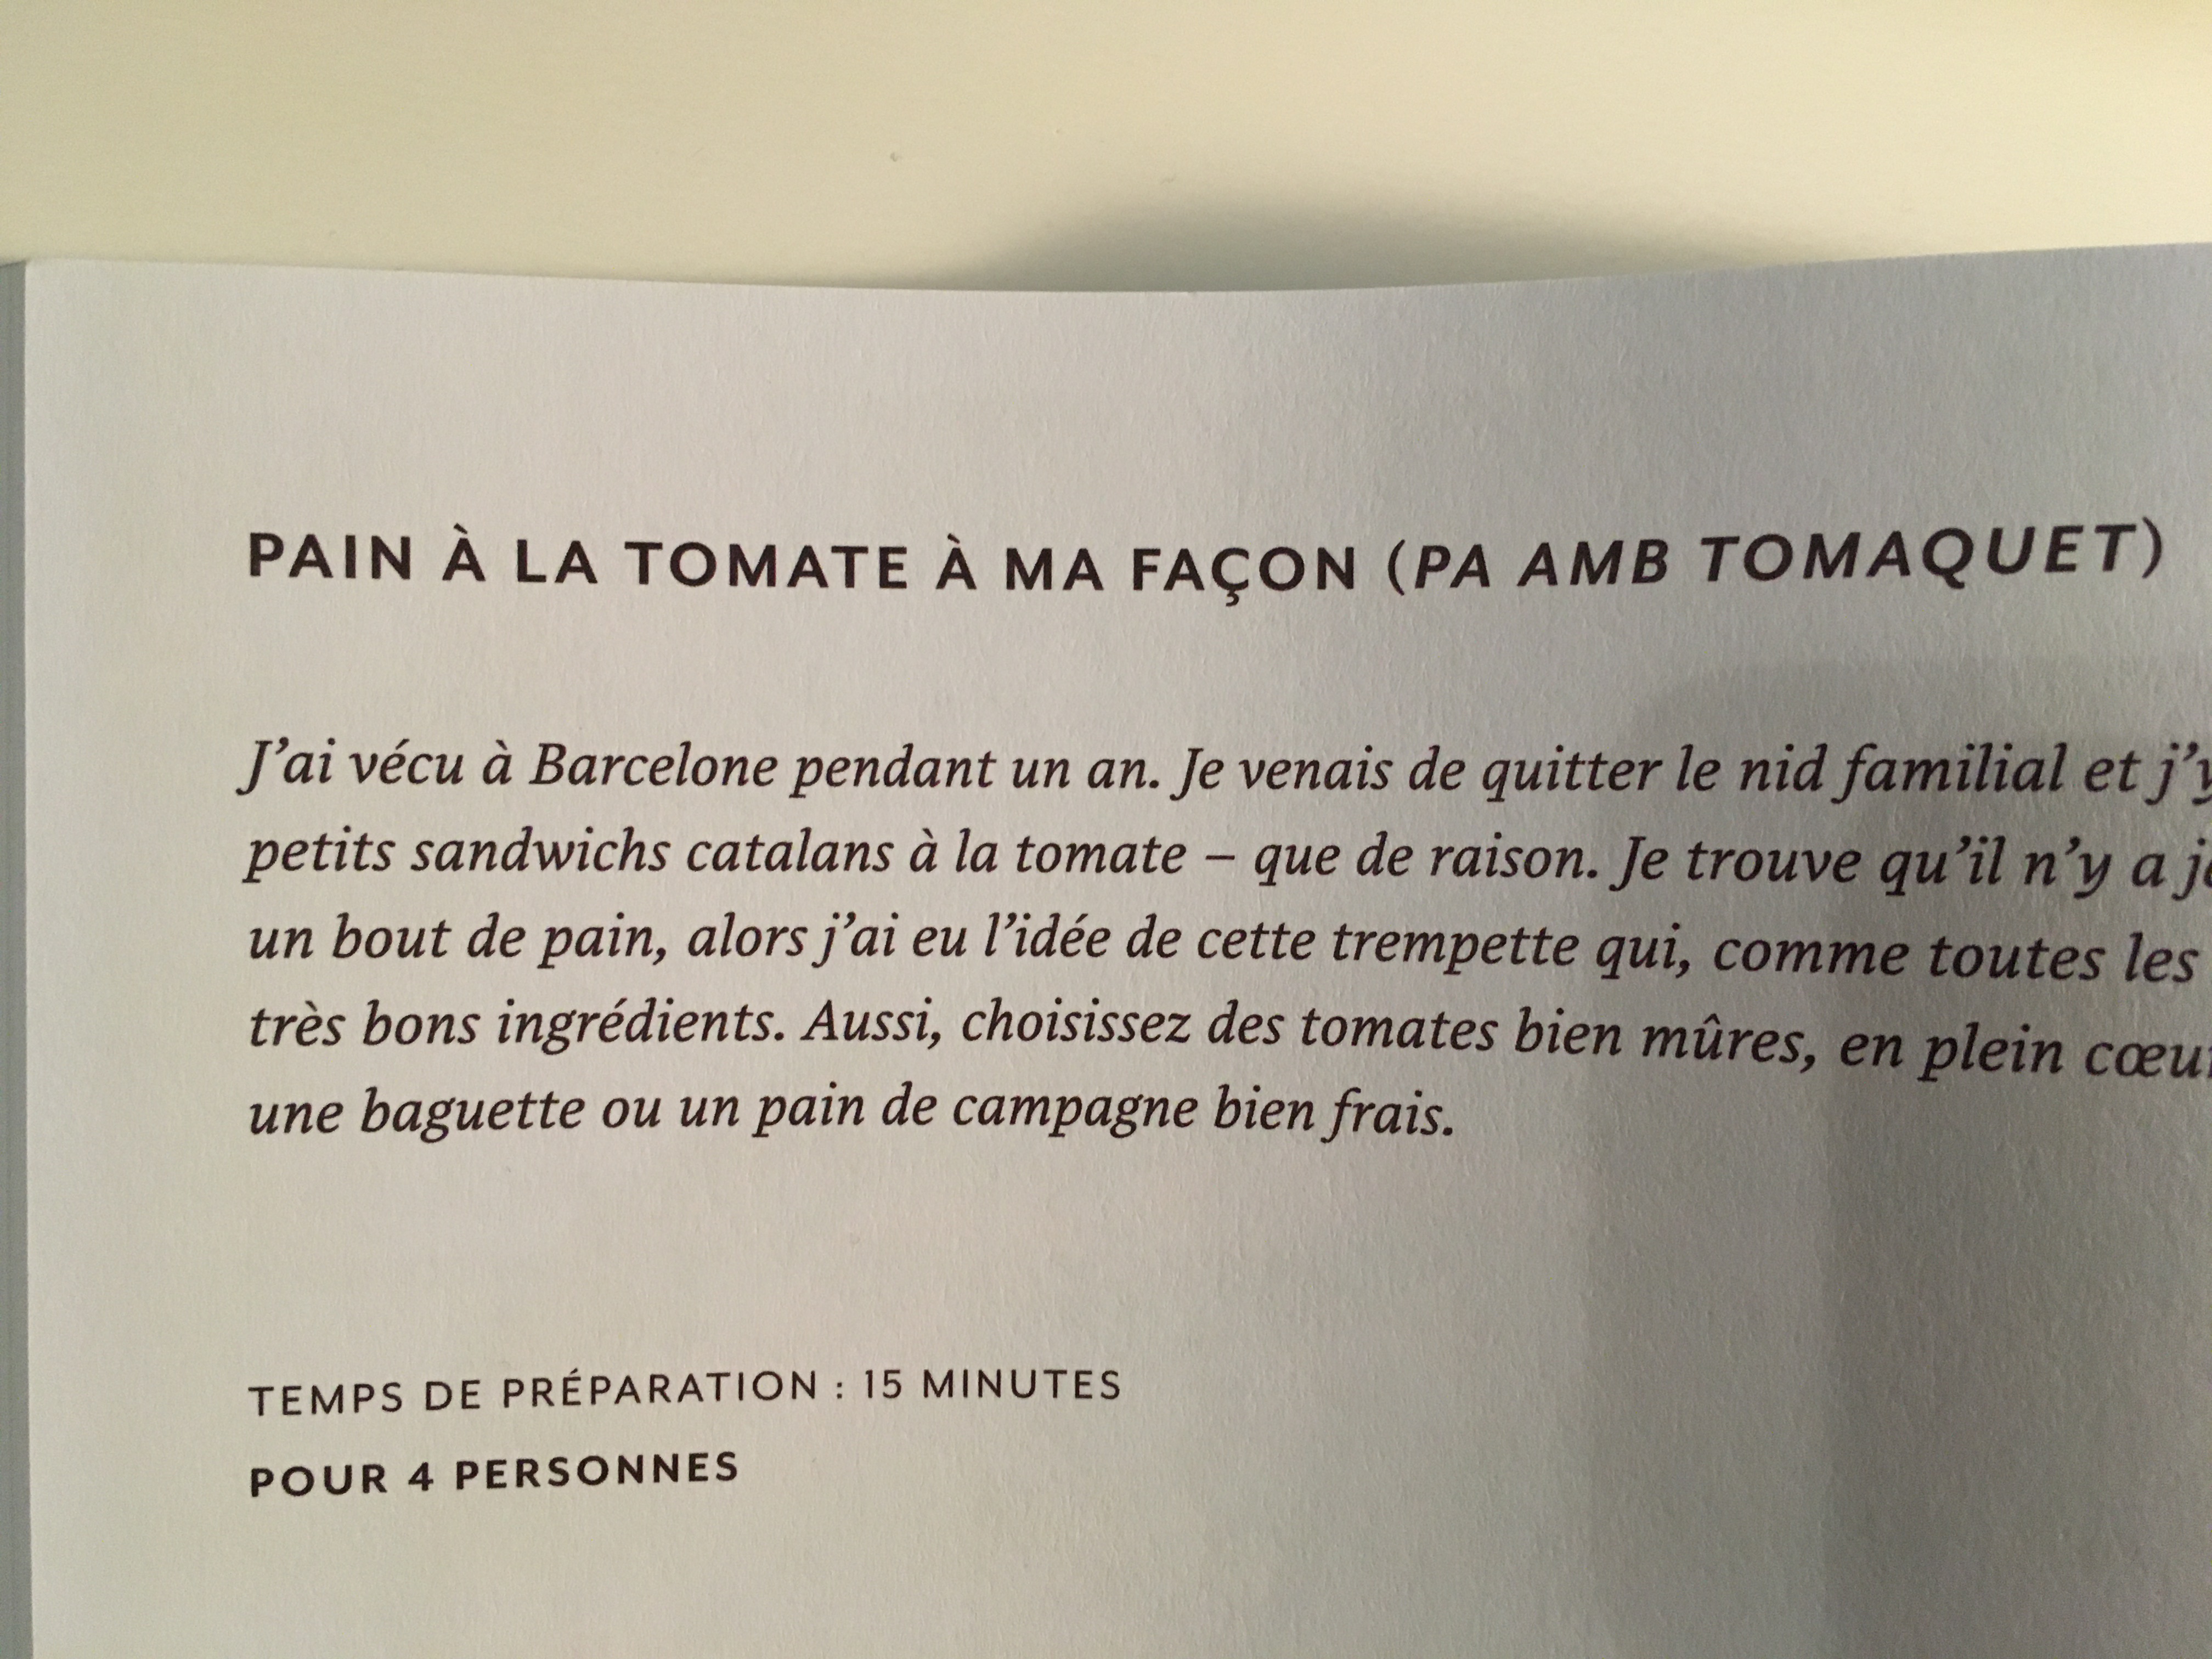 PAIN À LA TOMATE À MA FAÇON (PA AMB TOMAQUET)
J'ai vécu à Barcelone pendant un an. Je venais de quitter le nid familial et j'y
petits sandwichs catalans à la tomate – que de raison. Je trouve qu'il n'y a
un bout de pain, alors j'ai eu l'idée de cette trempette qui, comme toutes les
très bons ingrédients. Aussi, choisissez des tomates bien mûres, en plein
une baguette ou un pain de campagne bien frais.
TEMPS DE PRÉPARATION : 15 MINUTES
POUR 4 PERSONNES